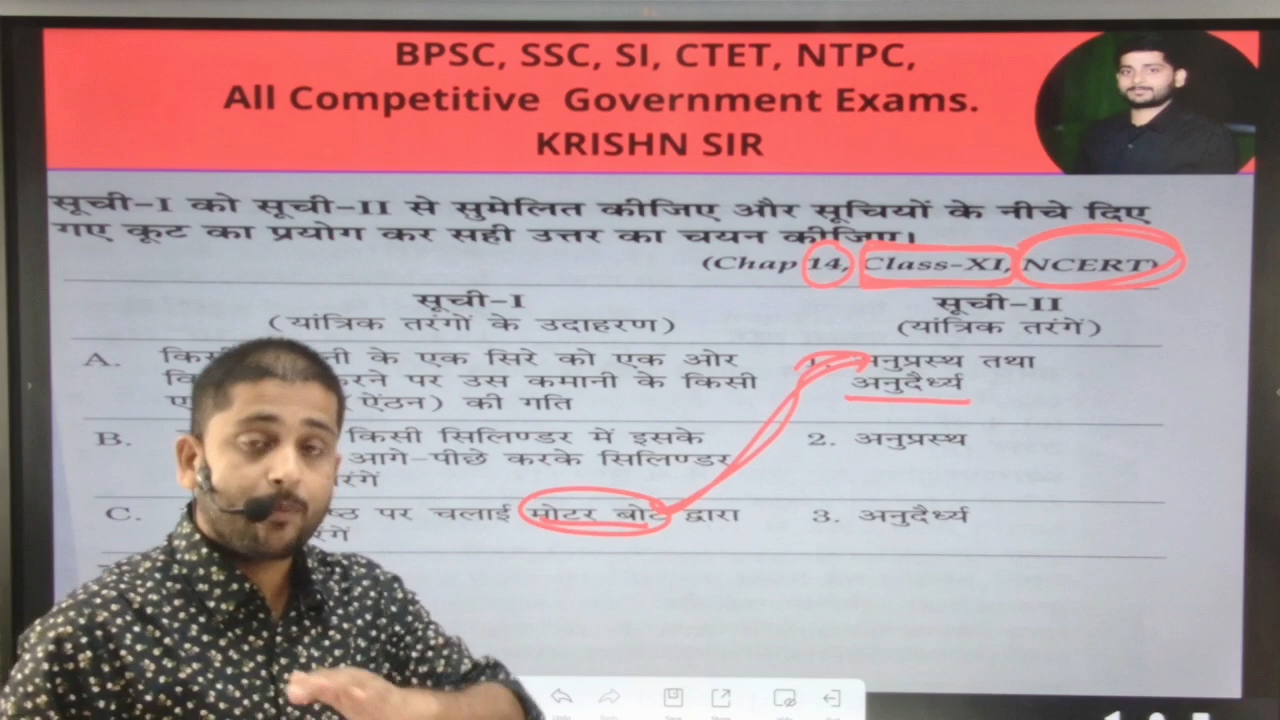 BPSC, SSC, SI, CTET, NTPC,
All Competitive Government Exams.
KRISHN SIR
सूची-I को सूची-II से सुमेलित कीजिए और सूचियों के नीचे दिए
गए कूट का प्रयोग कर सही उत्तर का चयन कीजिए।
(Chap 14, Class-XI, NCERT)
सूची-I
सूची-II
(यांत्रिक तरंगों के उदाहरण)
(यांत्रिक तरंगें)
A. के एक सिरे को एक ओर
करने पर उस कमानी के किसी
(ऐंठन) की गति
1. अनुप्रस्थ तथा
अनुदैर्ध्य
B. किसी सिलिण्डर में इसके
आगे-पीछे करके सिलिण्डर
2. अनुप्रस्थ
C. पर चलाई मोटर बोट द्वारा
3. अनुदैर्ध्य